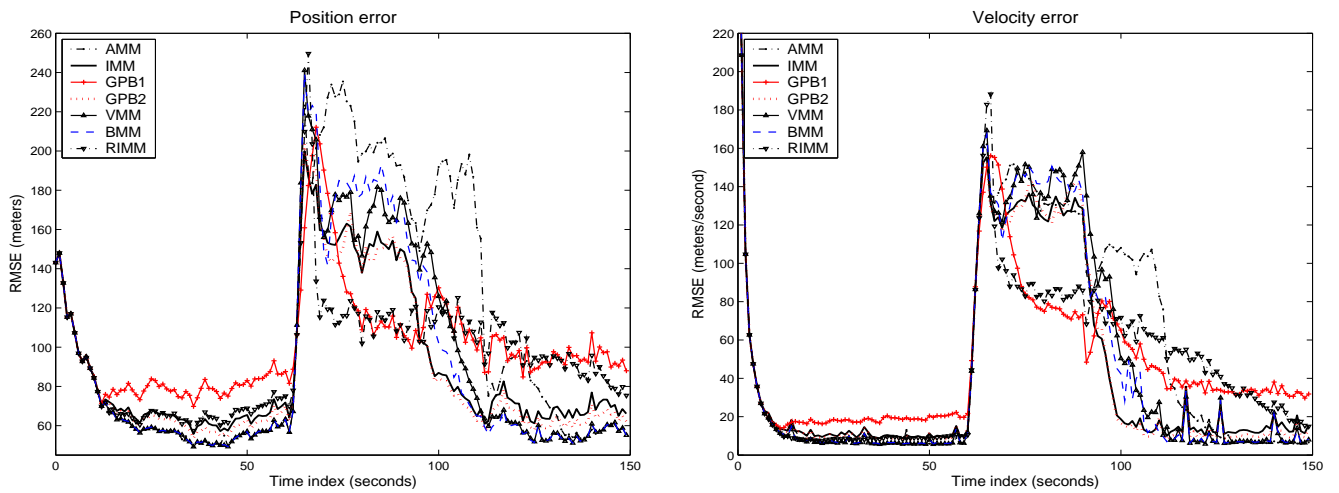 Position error
260
240
220
200
180
160
140
120
100
80
60
RMSE (meters)
AMM
IMM
GPB1
GPB2
VMM
BMM
RIMM
0
50
100
150
Time index (seconds)
Velocity error
220
200
180
160
140
120
100
80
60
40
20
0
RMSE (meters/second)
AMM
IMM
GPB1
GPB2
VMM
BMM
RIMM
0
50
100
150
Time index (seconds)